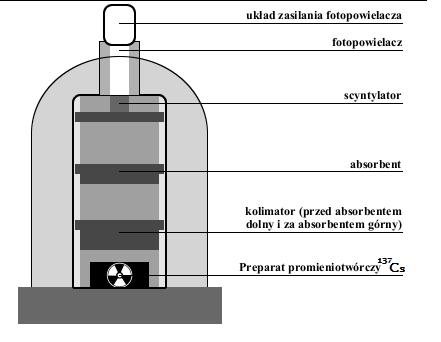 układ zasilania fotopowielacza
fotopowielacz
scyntylator
absorbent
kolimator (przed absorbentem
dolny i za absorbentem górny)
Preparat promieniotwórczy ¹³⁷Cs